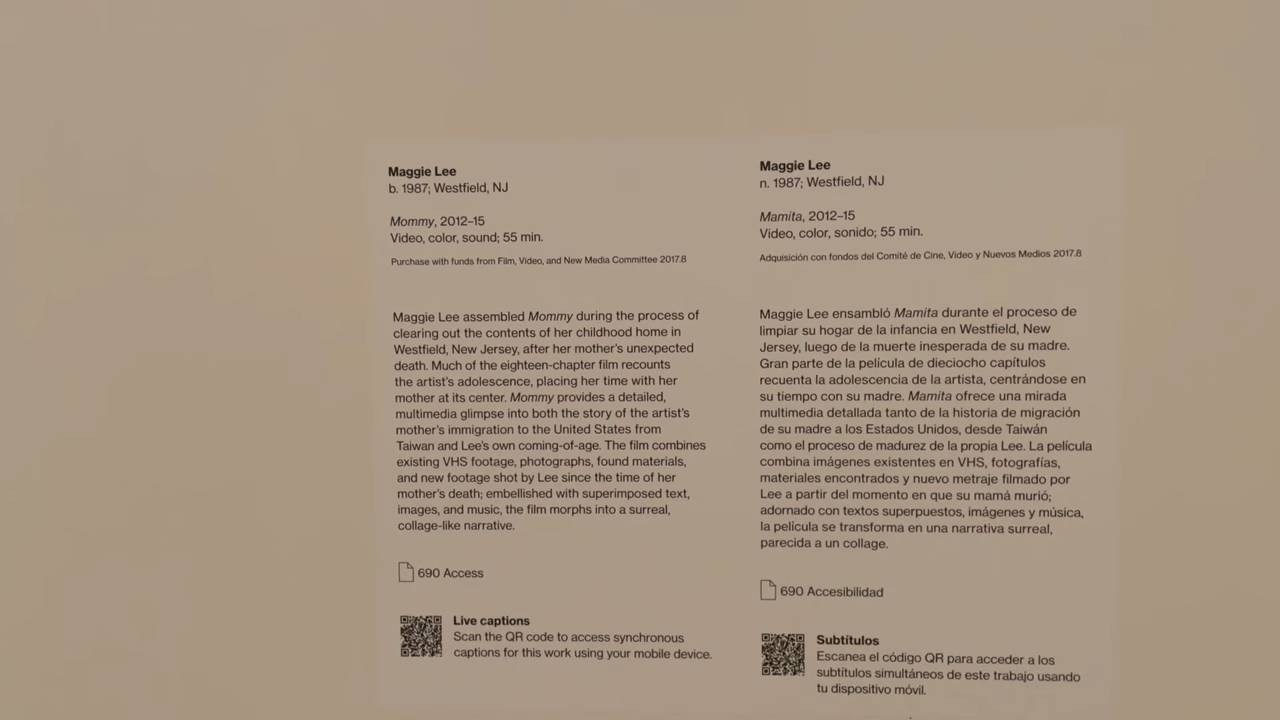 Maggie Lee
b. 1987; Westfield, NJ
Mommy, 2012–15
Video, color, sound; 55 min.
Purchase with funds from Film, Video, and New Media Committee 2017.8
Maggie Lee assembled Mommy during the process of
clearing out the contents of her childhood home in
Westfield, New Jersey, after her mother's unexpected
death. Much of the eighteen-chapter film recounts
the artist's adolescence, placing her time with her
mother at its center. Mommy provides a detailed,
multimedia glimpse into both the story of the artist's
mother's immigration to the United States from
Taiwan and Lee's own coming-of-age. The film combines
existing VHS footage, photographs, found materials,
and new footage shot by Lee since the time of her
mother's death; embellished with superimposed text,
images, and music, the film morphs into a surreal,
collage-like narrative.
690 Access
Live captions
Scan the QR code to access synchronous
captions for this work using your mobile device.
Maggie Lee
n. 1987; Westfield, NJ
Mamita, 2012–15
Video, color, sonido; 55 min.
Adquisición con fondos del Comité de Cine, Video y Nuevos Medios 2017.8
Maggie Lee ensambló Mamita durante el proceso de
limpiar su hogar de la infancia en Westfield, New
Jersey, luego de la muerte inesperada de su madre.
Gran parte de la película de dieciocho capítulos
recuenta la adolescencia de la artista, centrándose en
su tiempo con su madre. Mamita ofrece una mirada
multimedia detallada tanto de la historia de migración
de su madre a los Estados Unidos, desde Taiwán
como el proceso de madurez de la propia Lee. La película
combina imágenes existentes en VHS, fotografías,
materiales encontrados y nuevo metraje filmado por
Lee a partir del momento en que su mamá murió;
adornado con textos superpuestos, imágenes y música,
la película se transforma en una narrativa surreal,
parecida a un collage.
690 Accesibilidad
Subtítulos
Escanea el código QR para acceder a los
subtítulos simultáneos de este trabajo usando
tu dispositivo móvil.